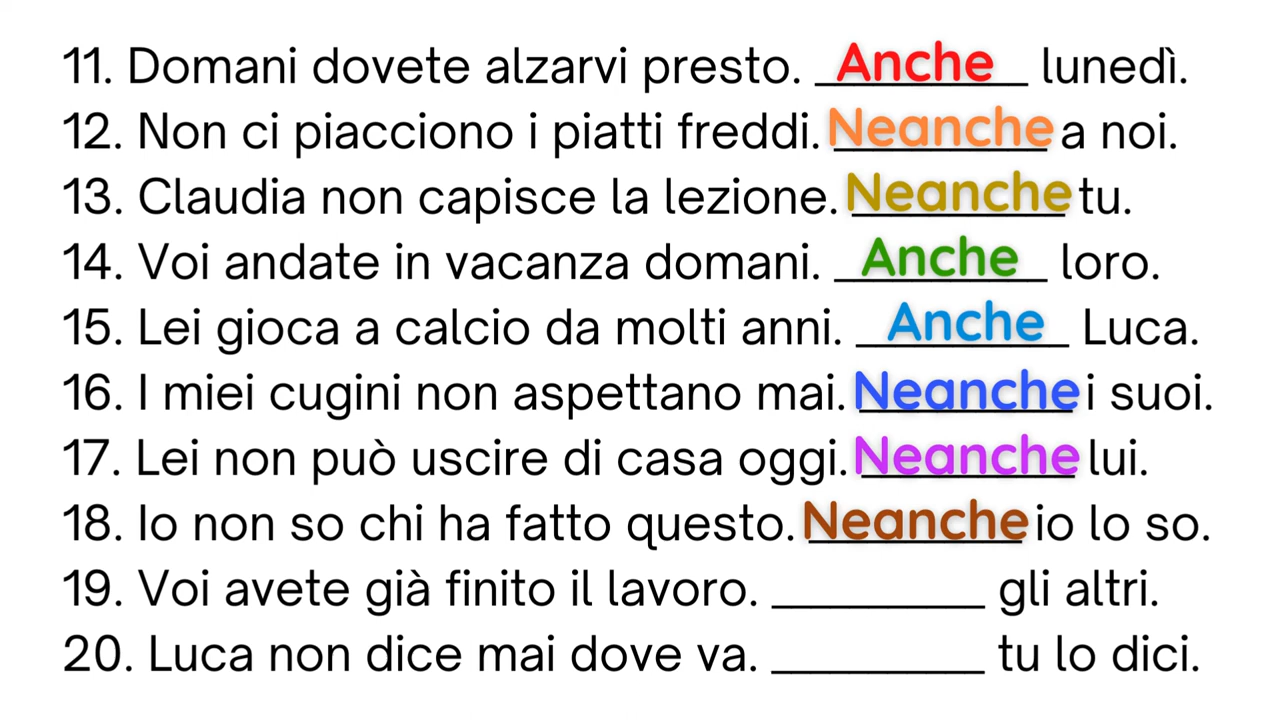 11. Domani dovete alzarvi presto. Anche lunedì.
12. Non ci piacciono i piatti freddi. Neanche a noi.
13. Claudia non capisce la lezione. Neanche tu.
14. Voi andate in vacanza domani. Anche loro.
15. Lei gioca a calcio da molti anni. Anche Luca.
16. I miei cugini non aspettano mai. Neanche i suoi.
17. Lei non può uscire di casa oggi. Neanche lui.
18. Io non so chi ha fatto questo. Neanche io lo so.
19. Voi avete già finito il lavoro. __________ gli altri.
20. Luca non dice mai dove va. __________ tu lo dici.